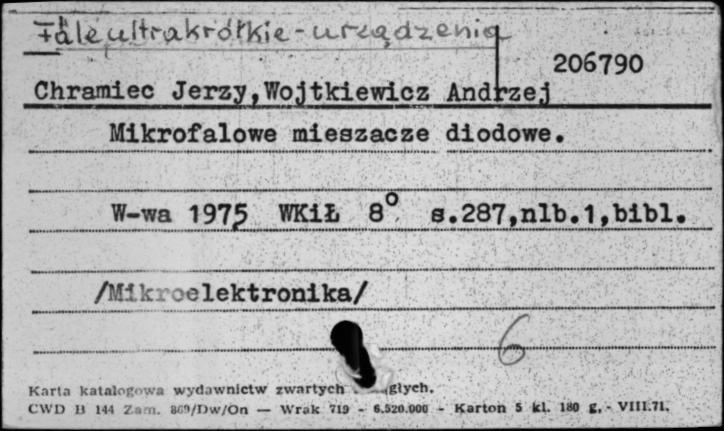 Fale ultrakrótkie - urządzenia
206790
Chramiec Jerzy,Wojtkiewicz Andrzej
Mikrofalowe mieszacze diodowe.
W-wa 1975 WKiŁ 8° s.287,nlb.1,bibl.
/Mikroelektronika/
6
Karta katalogowa wydawnictw zwartych głych.
CWD B 144 Zam. 869/Dw/On — Wrak 719 - 6.520.000 - Karton 5 kl. 180 g. - VIII.71.